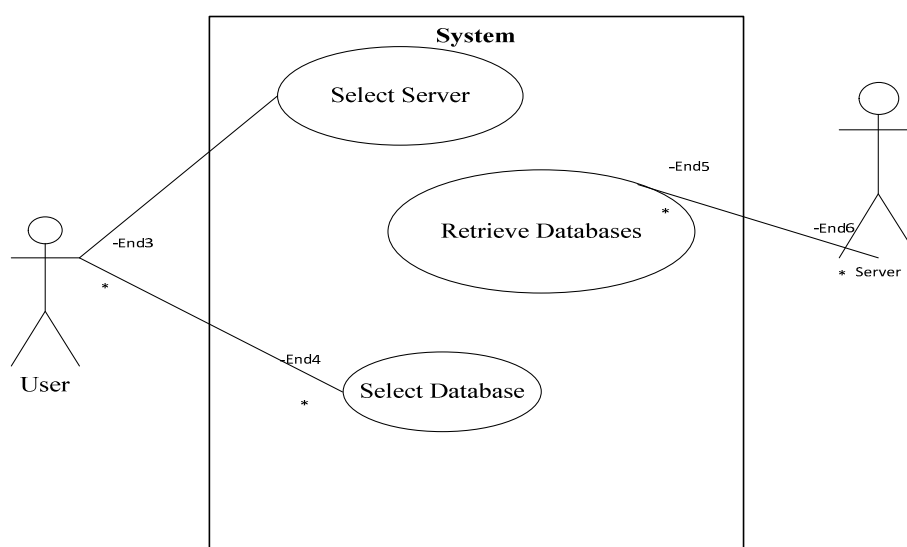 System
Select Server
-End5
*
Retrieve Databases
-End6
* Server
-End3
*
-End4
*
Select Database
User